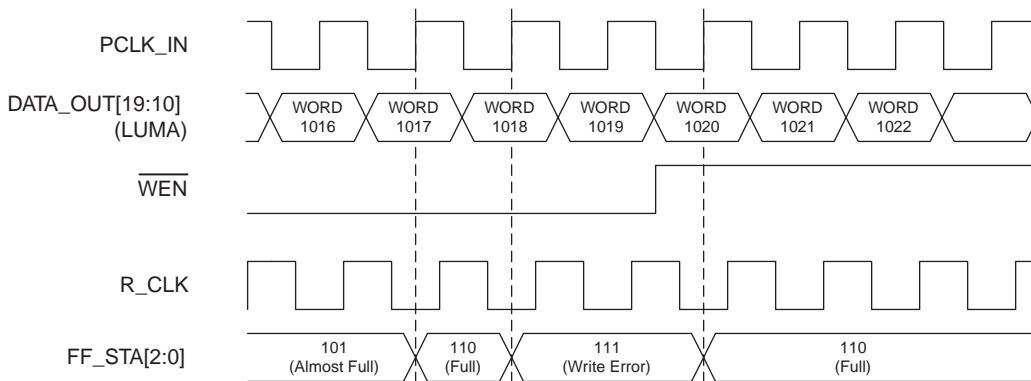 PCLK_IN
DATA_OUT[19:10]
(LUMA)
WORD 1016
WORD 1017
WORD 1018
WORD 1019
WORD 1020
WORD 1021
WORD 1022
WEN
R_CLK
FF_STA[2:0]
101
(Almost Full)
110
(Full)
111
(Write Error)
110
(Full)